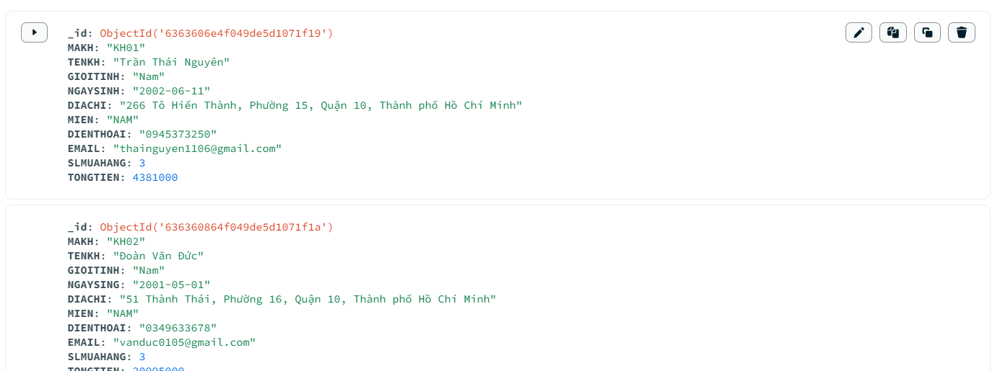 _id: ObjectId('6363606e4f049de5d1071f19')
MAKH: "KH01"
TENKH: "Trần Thái Nguyên"
GIOITINH: "Nam"
NGAYSINH: "2002-06-11"
DIACHI: "266 Tô Hiến Thành, Phường 15, Quận 10, Thành phố Hồ Chí Minh"
MIEN: "NAM"
DIENTHOAI: "0945373250"
EMAIL: "thainguyen1106@gmail.com"
SLMUAHANG: 3
TONGTIEN: 4381000
_id: ObjectId('636360864f049de5d1071f1a')
MAKH: "KH02"
TENKH: "Đoàn Văn Đức"
GIOITINH: "Nam"
NGAYSING: "2001-05-01"
DIACHI: "51 Thành Thái, Phường 16, Quận 10, Thành phố Hồ Chí Minh"
MIEN: "NAM"
DIENTHOAI: "0349633678"
EMAIL: "vanduc0105@gmail.com"
SLMUAHANG: 3
TONGTIEN: 20995000